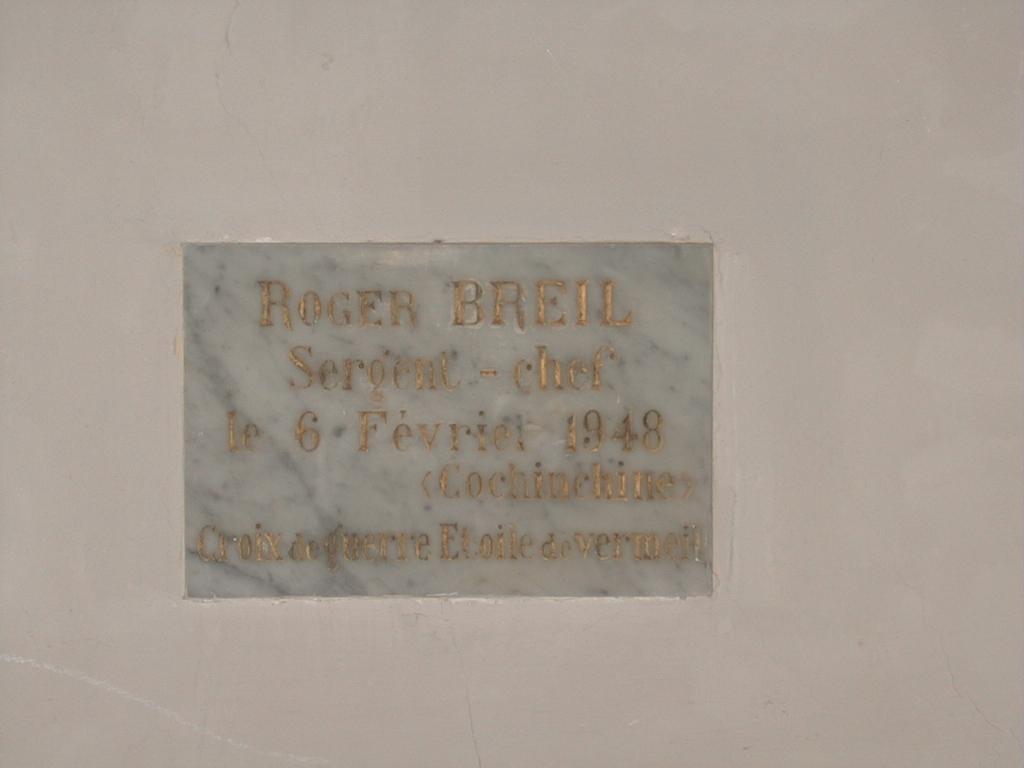 ROGER BREIL
Sergent - chef
le 6 Février 1948
<Cochinchine>
Croix de guerre Etoile de vermeil